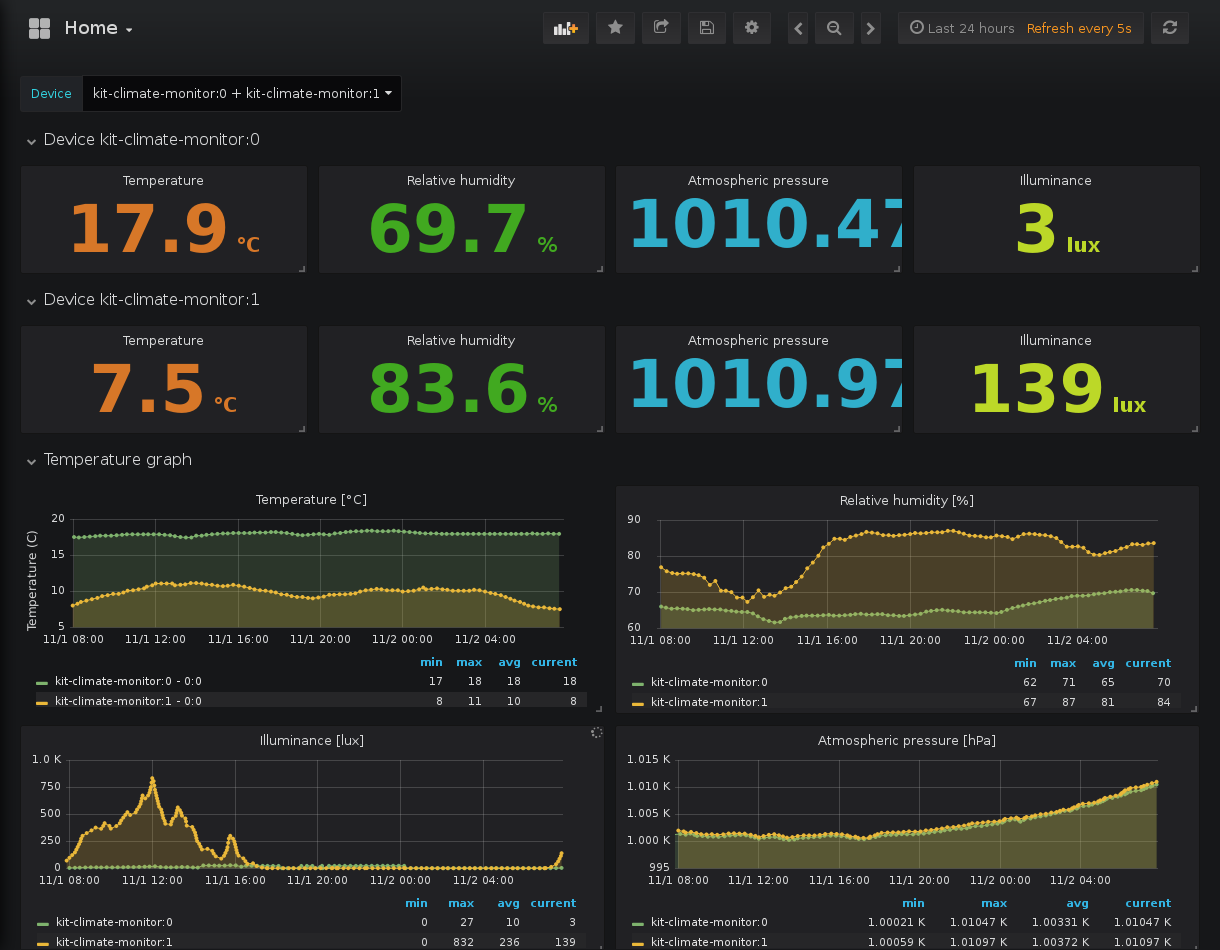 Home
Last 24 hours Refresh every 5s
Device kit-climate-monitor:0 + kit-climate-monitor:1
Device kit-climate-monitor:0
Temperature Relative humidity Atmospheric pressure Illuminance
17.9 °C 69.7 % 1010.47 3 lux
Device kit-climate-monitor:1
Temperature Relative humidity Atmospheric pressure Illuminance
7.5 °C 83.6 % 1010.97 139 lux
Temperature graph
Temperature [°C]
Temperature (C)
20
15
10
5
11/1 08:00 11/1 12:00 11/1 16:00 11/1 20:00 11/2 00:00 11/2 04:00
min max avg current
kit-climate-monitor:0 - 0:0 17 18 18 18
kit-climate-monitor:1 - 0:0 8 11 10 8
Relative humidity [%]
90
80
70
60
11/1 08:00 11/1 12:00 11/1 16:00 11/1 20:00 11/2 00:00 11/2 04:00
min max avg current
kit-climate-monitor:0 62 71 65 70
kit-climate-monitor:1 67 87 81 84
Illuminance [lux]
1.0 K
750
500
250
0
11/1 08:00 11/1 12:00 11/1 16:00 11/1 20:00 11/2 00:00 11/2 04:00
min max avg current
kit-climate-monitor:0 0 27 10 3
kit-climate-monitor:1 0 832 236 139
Atmospheric pressure [hPa]
1.015 K
1.010 K
1.005 K
1.000 K
995
11/1 08:00 11/1 12:00 11/1 16:00 11/1 20:00 11/2 00:00 11/2 04:00
min max avg current
kit-climate-monitor:0 1.00021 K 1.01047 K 1.00331 K 1.01047 K
kit-climate-monitor:1 1.00059 K 1.01097 K 1.00372 K 1.01097 K